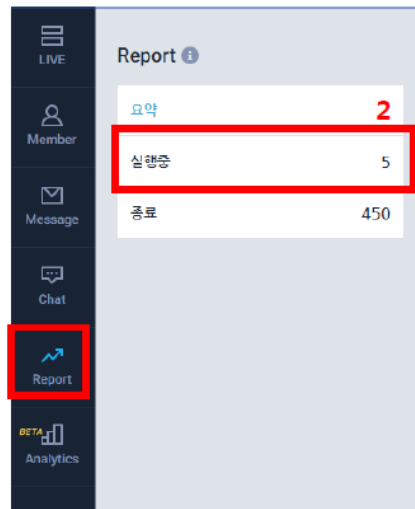 LIVE
Member
Message
Chat
Report
BETA
Analytics
Report i
요약 2
실행중 5
종료 450